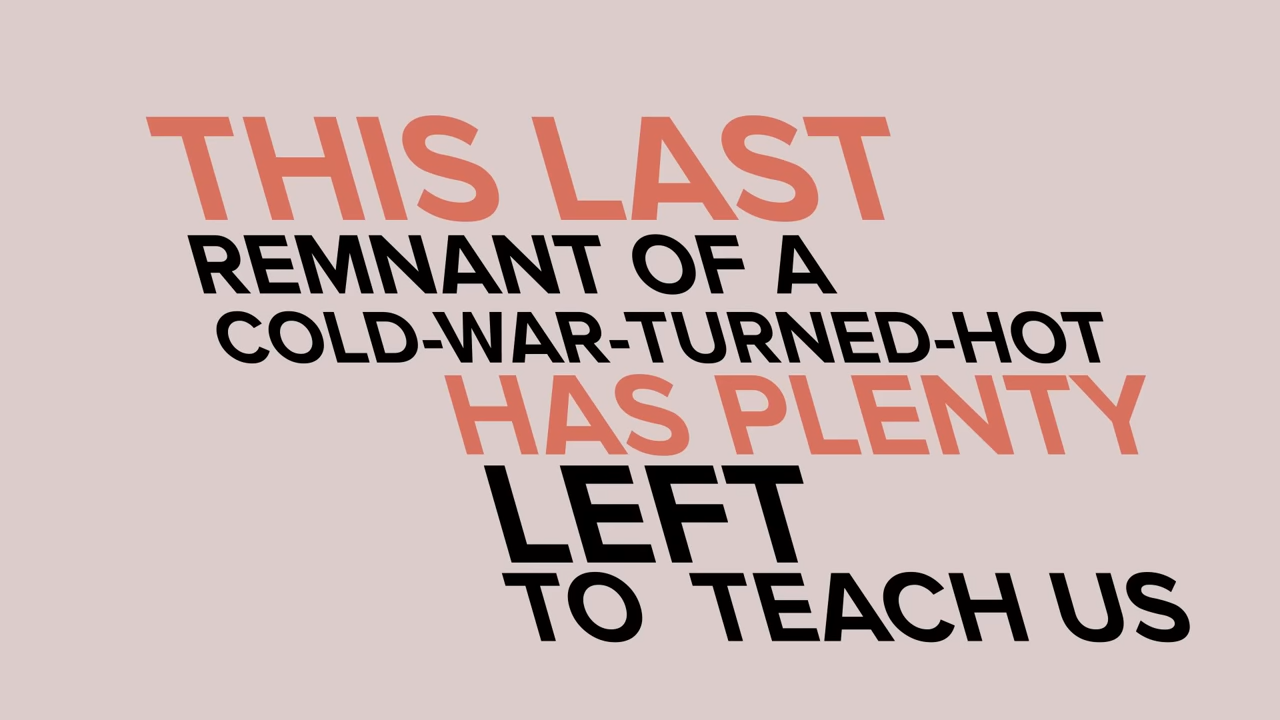 THIS LAST
REMNANT OF A
COLD-WAR-TURNED-HOT
HAS PLENTY
LEFT
TO TEACH US